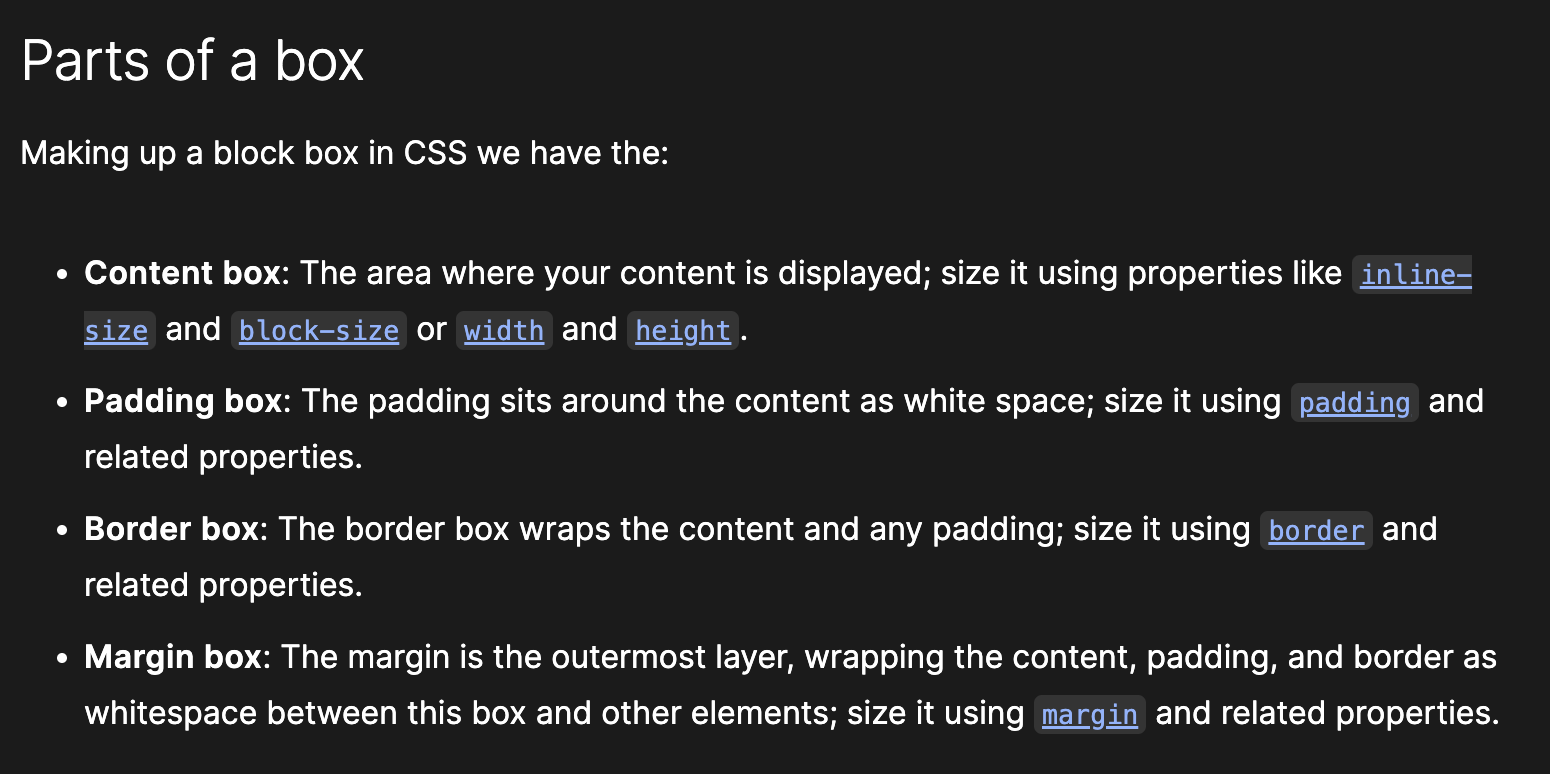 Parts of a box
Making up a block box in CSS we have the:
• Content box: The area where your content is displayed; size it using properties like inline-
size and block-size or width and height.
• Padding box: The padding sits around the content as white space; size it using padding and
related properties.
• Border box: The border box wraps the content and any padding; size it using border and
related properties.
• Margin box: The margin is the outermost layer, wrapping the content, padding, and border as
whitespace between this box and other elements; size it using margin and related properties.